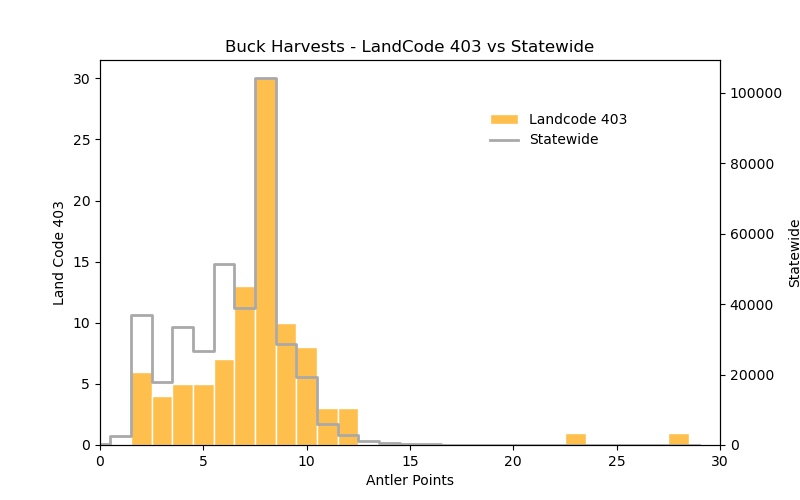 Buck Harvests - LandCode 403 vs Statewide
30
25
20
15
10
5
0
Land Code 403
100000
80000
60000
40000
20000
0
Statewide
Landcode 403
Statewide
0 5 10 15 20 25 30
Antler Points